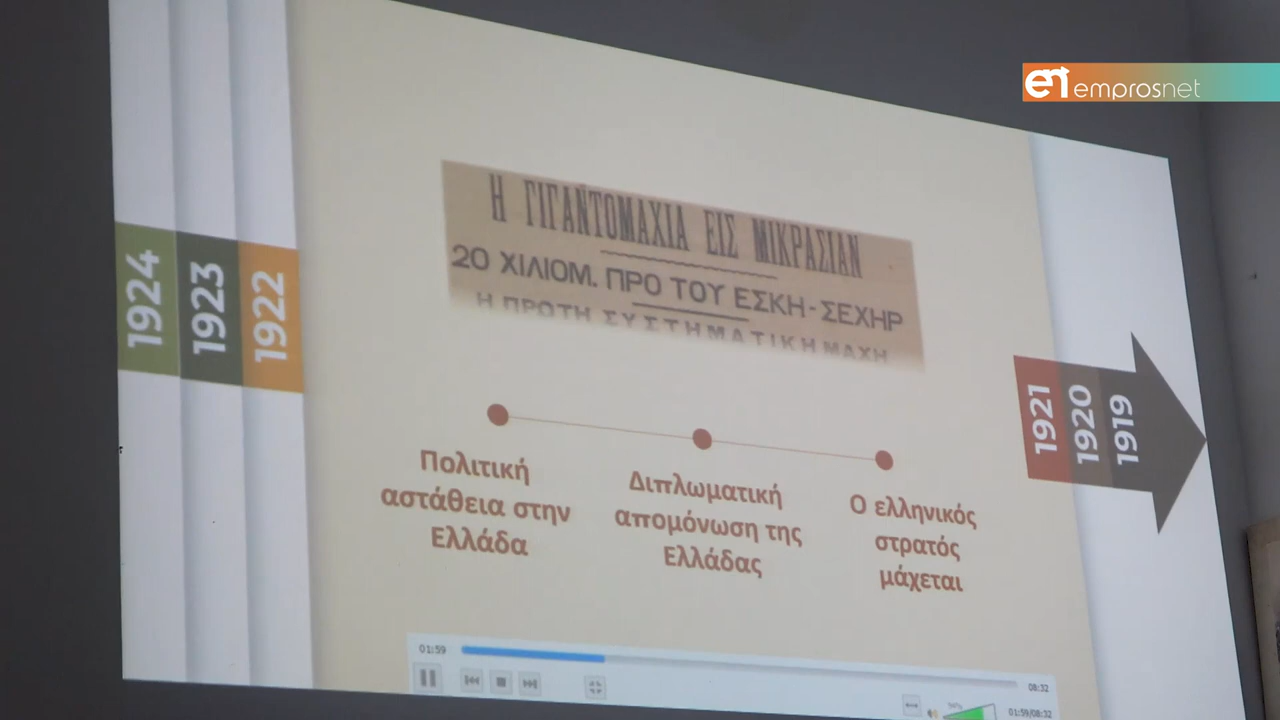 emprosnet
Η ΓΙΓΑΝΤΟΜΑΧΙΑ ΕΙΣ ΜΙΚΡΑΣΙΑΝ
20 ΧΙΛΙΟΜ. ΠΡΟ ΤΟΥ ΕΣΚΗ-ΣΕΧΗΡ
Η ΠΡΩΤΗ ΣΥΣΤΗΜΑΤΙΚΗ ΜΑΧΗ
1924
1923
1922
1921
1920
1919
Πολιτική
αστάθεια στην
Ελλάδα
Διπλωματική
απομόνωση της
Ελλάδας
Ο ελληνικός
στρατός
μάχεται
01:59
08:32
01:59/08:32